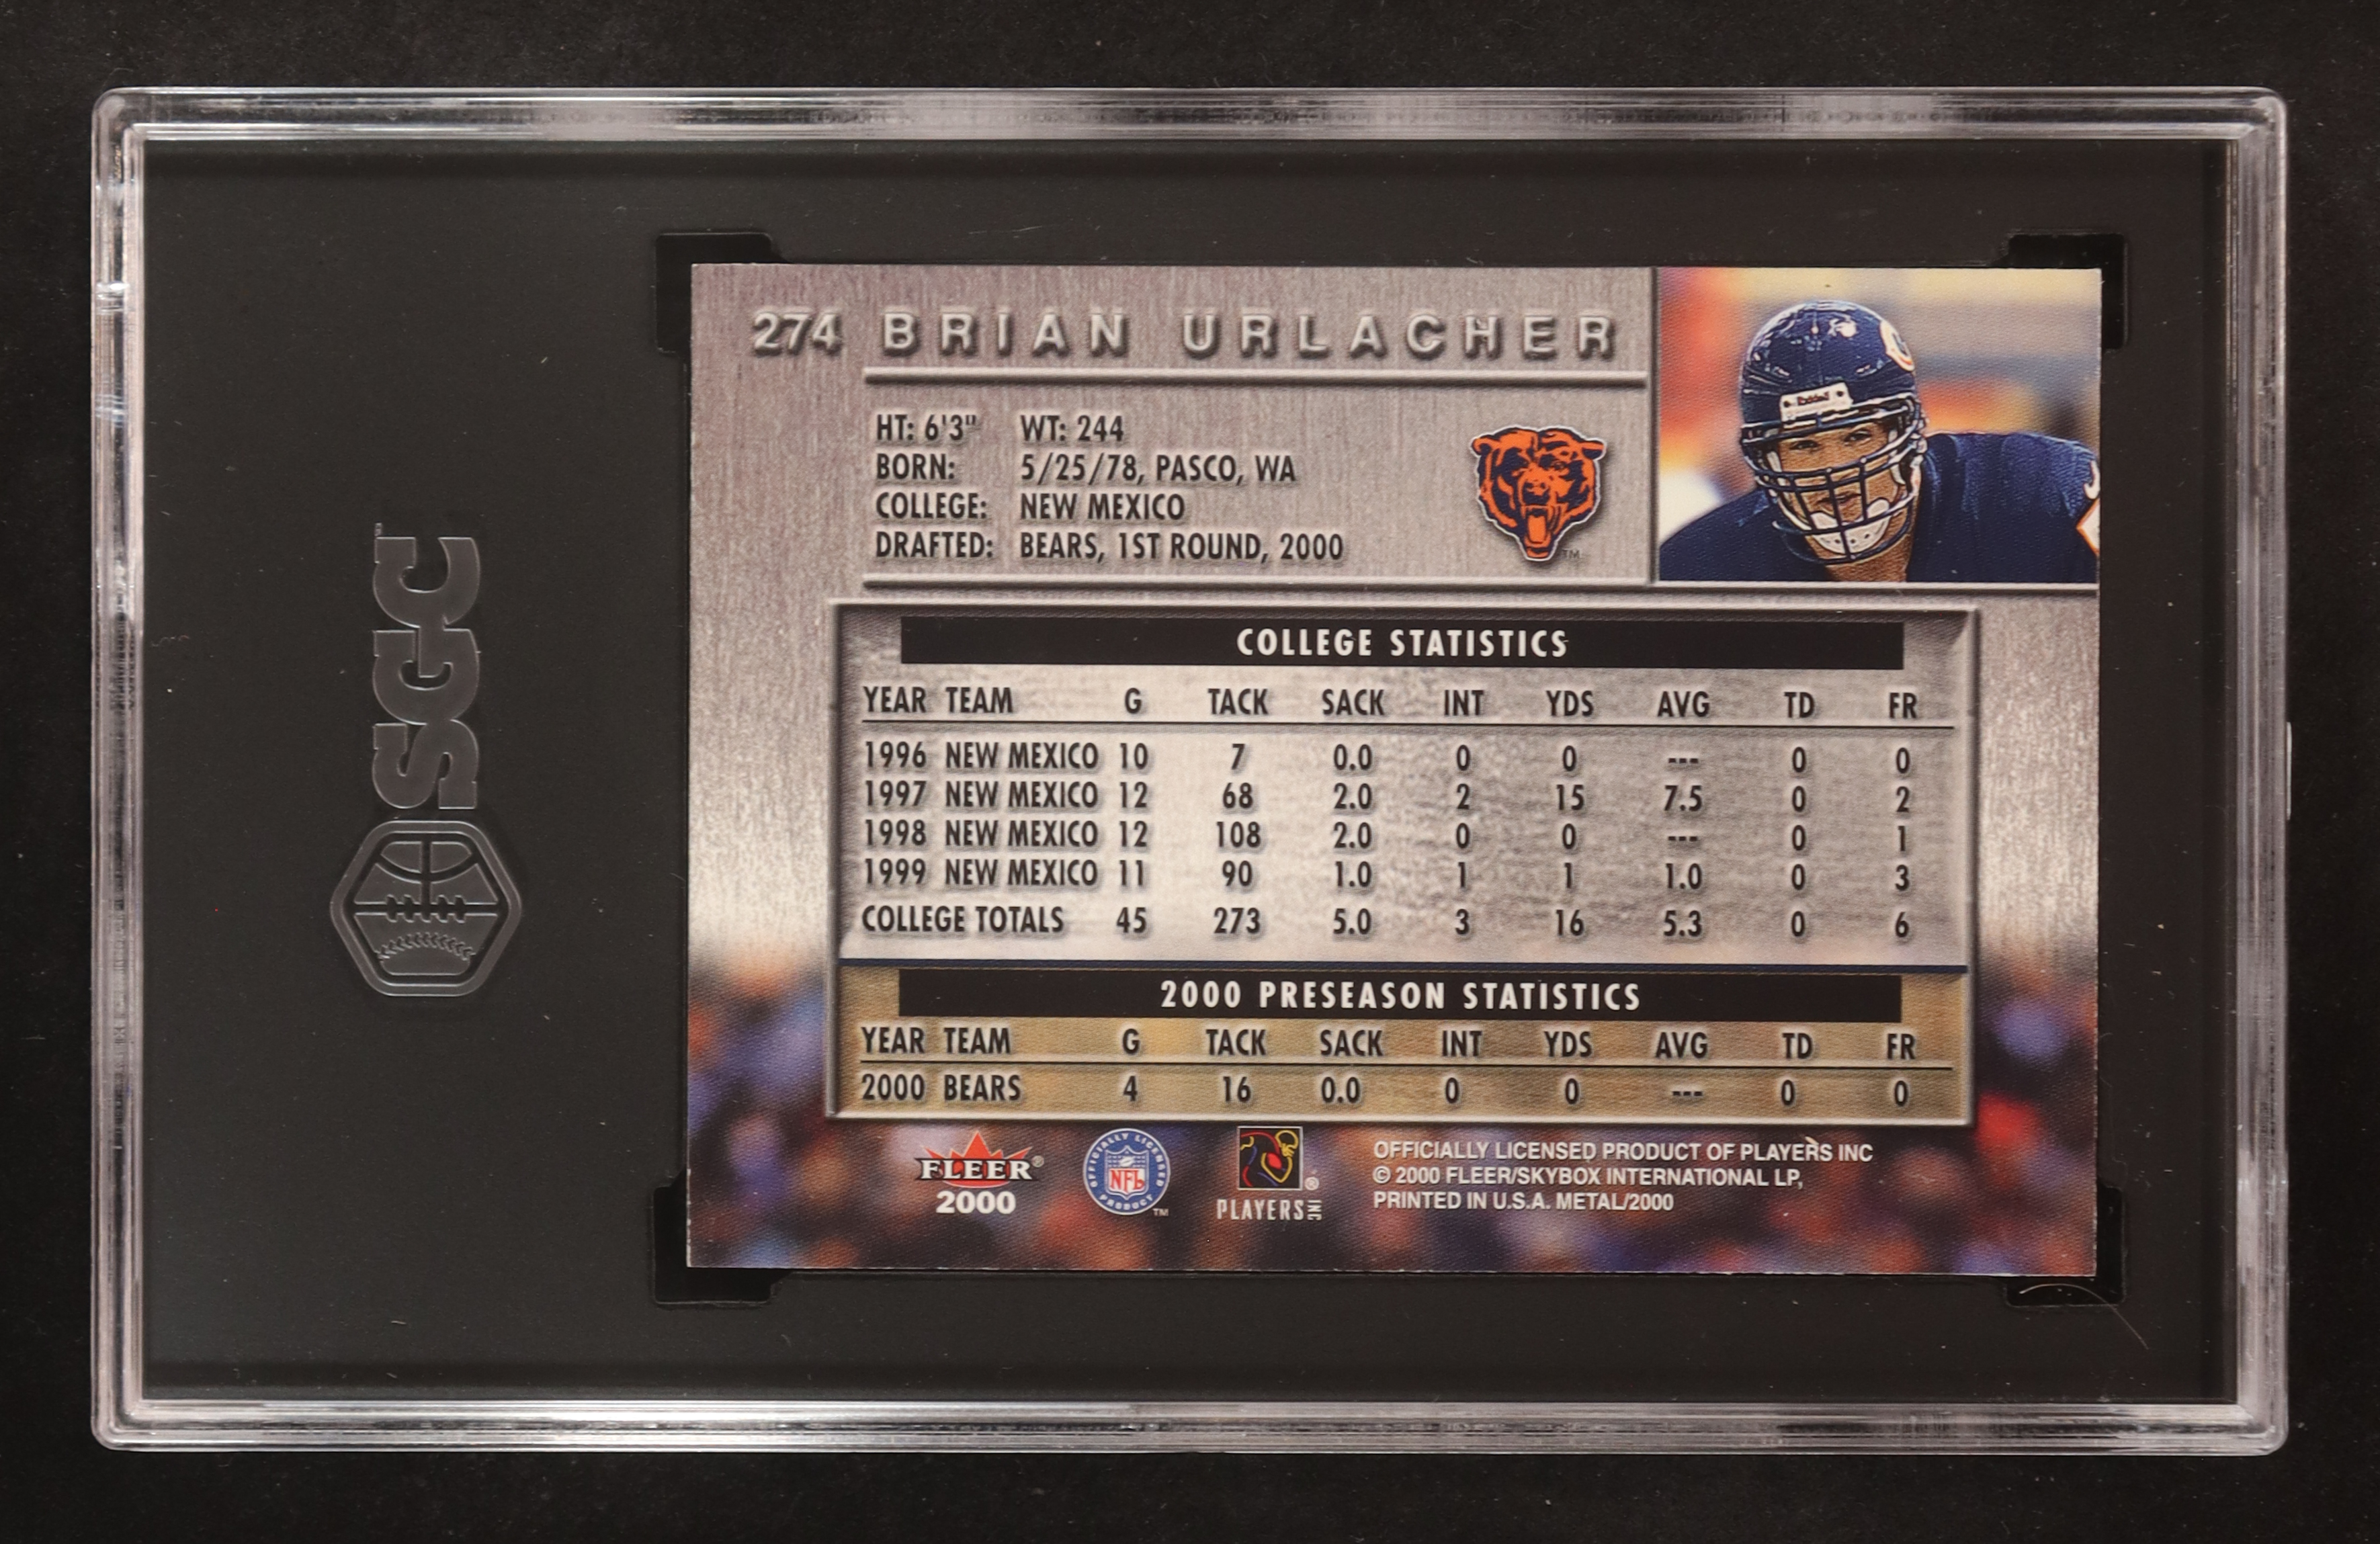 SGC
274 BRIAN URLACHER
HT: 6'3" WT: 244
BORN: 5/25/78, PASCO, WA
COLLEGE: NEW MEXICO
DRAFTED: BEARS, 1ST ROUND, 2000
TM
Riddell
COLLEGE STATISTICS
YEAR TEAM G TACK SACK INT YDS AVG TD FR
1996 NEW MEXICO 10 7 0.0 0 0 --- 0 0
1997 NEW MEXICO 12 68 2.0 2 15 7.5 0 2
1998 NEW MEXICO 12 108 2.0 0 0 --- 0 1
1999 NEW MEXICO 11 90 1.0 1 1 1.0 0 3
COLLEGE TOTALS 45 273 5.0 3 16 5.3 0 6
2000 PRESEASON STATISTICS
YEAR TEAM G TACK SACK INT YDS AVG TD FR
2000 BEARS 4 16 0.0 0 0 --- 0 0
FLEER®
2000
OFFICIALLY LICENSED PRODUCT
NFL
TM
®
PLAYERS INC
OFFICIALLY LICENSED PRODUCT OF PLAYERS INC
© 2000 FLEER/SKYBOX INTERNATIONAL LP,
PRINTED IN U.S.A. METAL/2000